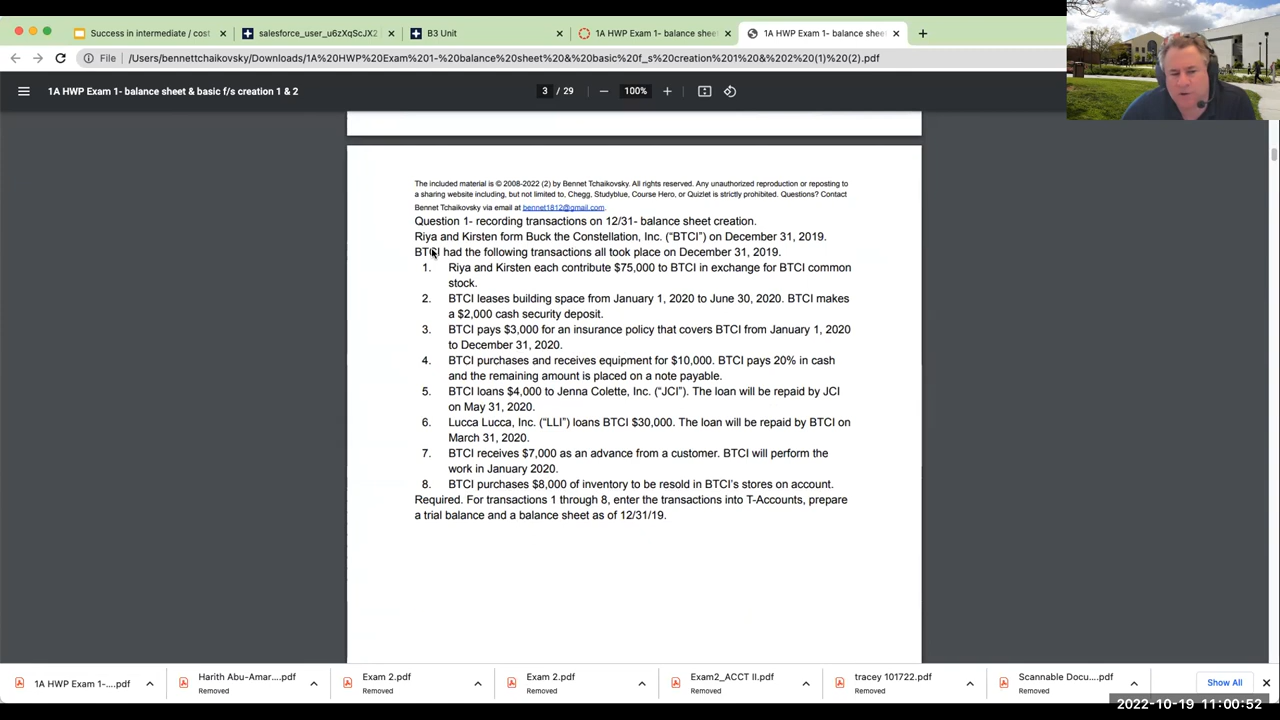 Success in intermediate / cost
salesforce_user_u6zXqScJX2
B3 Unit
1A HWP Exam 1- balance shee
1A HWP Exam 1- balance shee
File
/Users/bennettchaikovsky/Downloads/1A%20HWP%20Exam%201-%20balance%20sheet%20&%20basic%20f_s%20creation%201%20&%202%20(1)%20(2).pdf
1A HWP Exam 1- balance sheet & basic f/s creation 1 & 2
3 / 29
100%
The included material is © 2008-2022 (2) by Bennet Tchaikovsky. All rights reserved. Any unauthorized reproduction or reposting to
a sharing website including, but not limited to, Chegg, Studyblue, Course Hero, or Quizlet is strictly prohibited. Questions? Contact
Bennet Tchaikovsky via email at bennet1812@gmail.com.
Question 1- recording transactions on 12/31- balance sheet creation.
Riya and Kirsten form Buck the Constellation, Inc. (“BTCI”) on December 31, 2019.
BTCI had the following transactions all took place on December 31, 2019.
1. Riya and Kirsten each contribute $75,000 to BTCI in exchange for BTCI common
stock.
2. BTCI leases building space from January 1, 2020 to June 30, 2020. BTCI makes
a $2,000 cash security deposit.
3. BTCI pays $3,000 for an insurance policy that covers BTCI from January 1, 2020
to December 31, 2020.
4. BTCI purchases and receives equipment for $10,000. BTCI pays 20% in cash
and the remaining amount is placed on a note payable.
5. BTCI loans $4,000 to Jenna Colette, Inc. (“JCI”). The loan will be repaid by JCI
on May 31, 2020.
6. Lucca Lucca, Inc. (“LLI”) loans BTCI $30,000. The loan will be repaid by BTCI on
March 31, 2020.
7. BTCI receives $7,000 as an advance from a customer. BTCI will perform the
work in January 2020.
8. BTCI purchases $8,000 of inventory to be resold in BTCI’s stores on account.
Required. For transactions 1 through 8, enter the transactions into T-Accounts, prepare
a trial balance and a balance sheet as of 12/31/19.
1A HWP Exam 1-....pdf
Harith Abu-Amar....pdf
Removed
Exam 2.pdf
Removed
Exam 2.pdf
Removed
Exam2_ACCT II.pdf
Removed
tracey 101722.pdf
Removed
Scannable Docu....pdf
Removed
Show All
2022-10-19 11:00:52